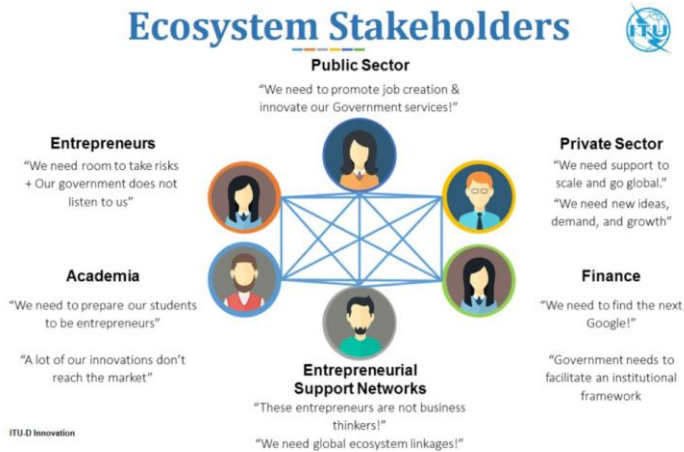 Ecosystem Stakeholders
ITU
Public Sector
“We need to promote job creation &
innovate our Government services!”
Entrepreneurs
“We need room to take risks
+ Our government does not
listen to us”
Private Sector
“We need support to
scale and go global.”
“We need new ideas,
demand, and growth”
Academia
“We need to prepare our students
to be entrepreneurs”
“A lot of our innovations don’t
reach the market”
Finance
“We need to find the next
Google!”
“Government needs to
facilitate an institutional
framework
Entrepreneurial
Support Networks
“These entrepreneurs are not business
thinkers!”
“We need global ecosystem linkages!”
ITU-D Innovation